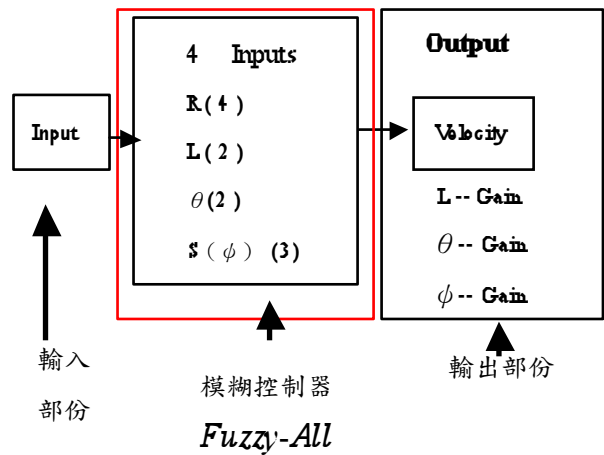 Input
4 Inputs
R(4)
L(2)
θ(2)
S(ϕ) (3)
Output
Velocity
L -- Gain
θ -- Gain
ϕ -- Gain
輸入
部份
模糊控制器
Fuzzy-All
輸出部份